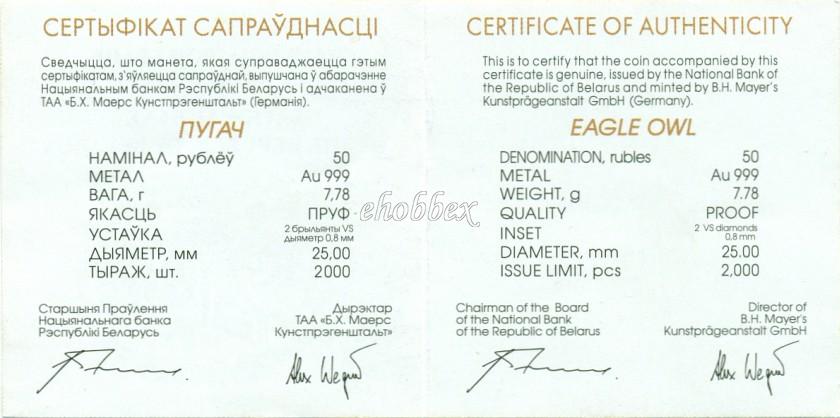 СЕРТЫФІКАТ САПРАЎДНАСЦІ
Сведчыцца, што манета, якая суправаджаецца гэтым
сертыфікатам, з'яўляецца сапраўднай, выпушчана ў абарачэнне
Нацыянальным банкам Рэспублікі Беларусь і адчаканена ў
ТАА «Б.Х. Маерс Кунстпрэгенштальт» (Германія).
ПУГАЧ
НАМІНАЛ, рублёў 50
МЕТАЛ Au 999
ВАГА, г 7,78
ЯКАСЦЬ ПРУФ
УСТАЎКА 2 брыльянты VS
дыяметр 0,8 мм
ДЫЯМЕТР, мм 25,00
ТЫРАЖ, шт. 2000
Старшыня Праўлення
Нацыянальнага банка
Рэспублікі Беларусь
Дырэктар
ТАА «Б.Х. Маерс
Кунстпрэгенштальт»
Alex Wegner
CERTIFICATE OF AUTHENTICITY
This is to certify that the coin accompanied by this
certificate is genuine, issued by the National Bank of
the Republic of Belarus and minted by B.H. Mayer's
Kunstprägeanstalt GmbH (Germany).
EAGLE OWL
DENOMINATION, rubles 50
METAL Au 999
WEIGHT, g 7.78
QUALITY PROOF
INSET 2 VS diamonds
0,8 mm
DIAMETER, mm 25.00
ISSUE LIMIT, pcs 2,000
Chairman of the Board
of the National Bank
of the Republic of Belarus
Director of
B.H. Mayer's
Kunstprägeanstalt GmbH
Alex Wegner
ehobbex